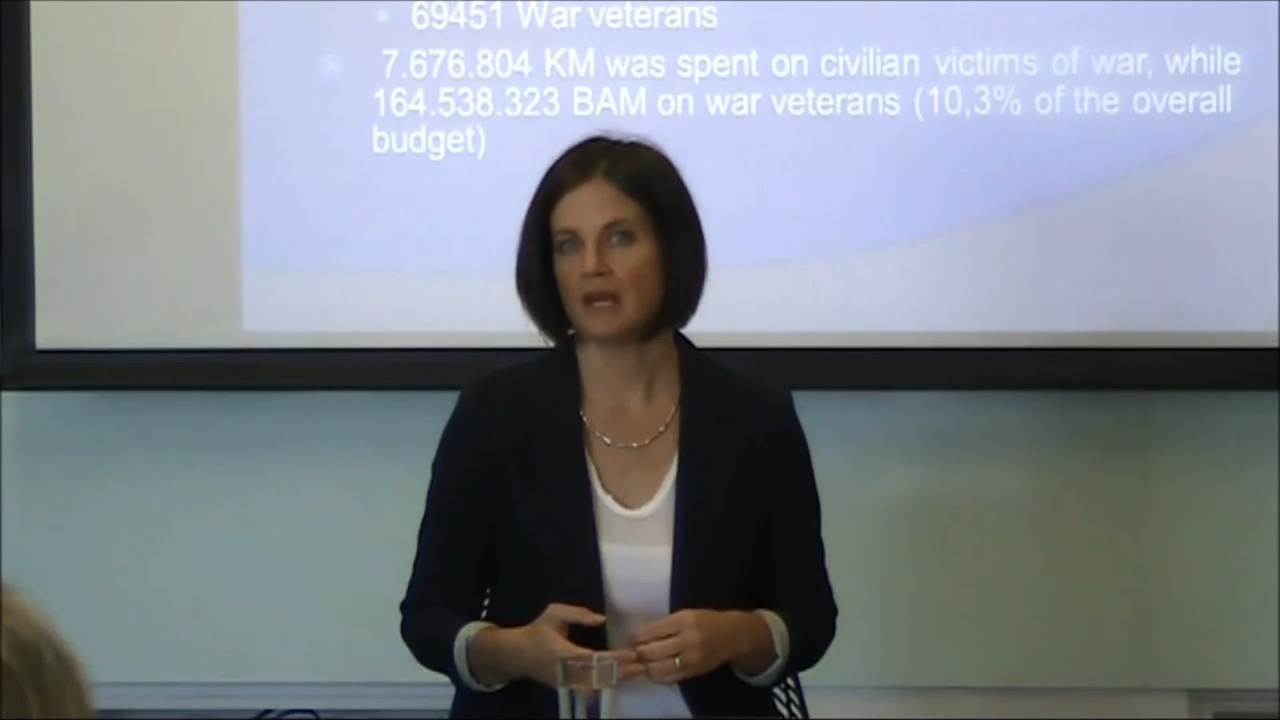 69451 War veterans
7.676.804 KM was spent on civilian victims of war, while
164.538.323 BAM on war veterans (10,3% of the overall
budget)